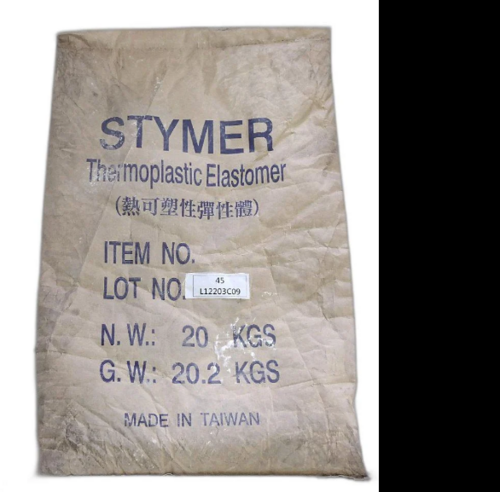 STYMER
Thermoplastic Elastomer
(熱可塑性彈性體)
ITEM NO.
45
LOT NO. L12203C09
N.W.: 20 KGS
G.W.: 20.2 KGS
MADE IN TAIWAN